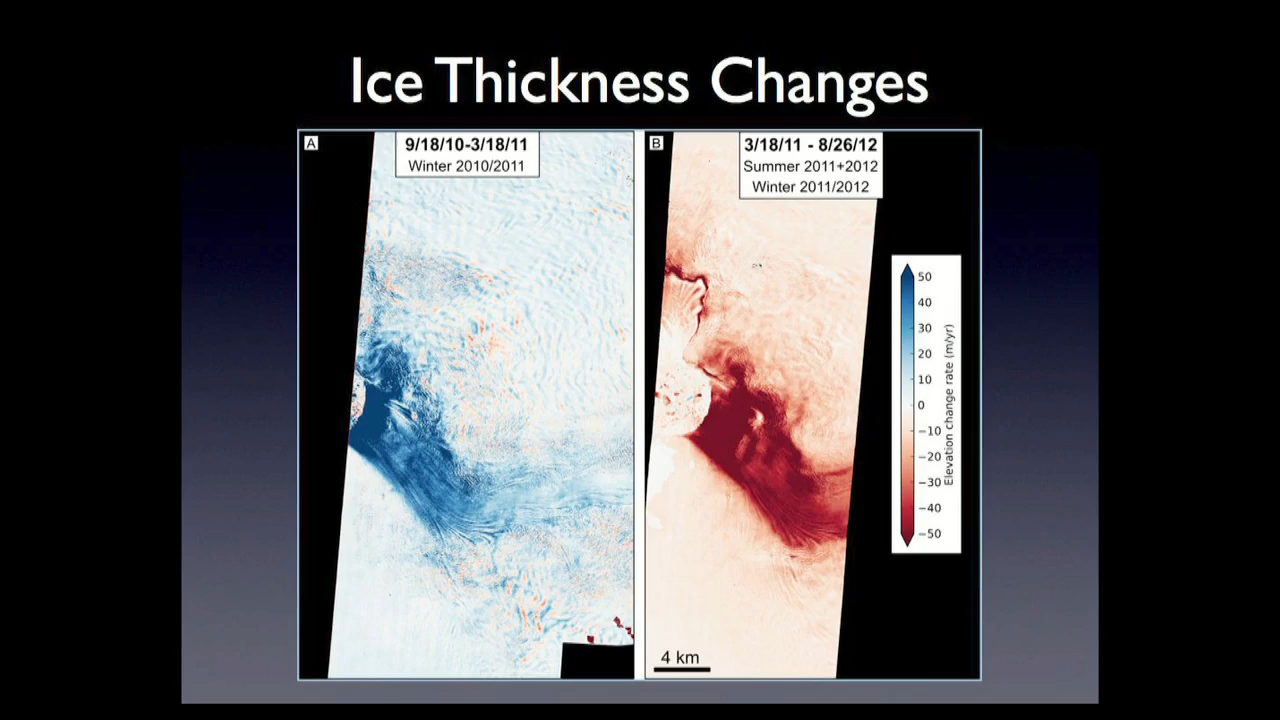 Ice Thickness Changes
A
9/18/10-3/18/11
Winter 2010/2011
B
3/18/11 - 8/26/12
Summer 2011+2012
Winter 2011/2012
50
40
30
20
10
0
−10
−20
−30
−40
−50
Elevation change rate (m/yr)
4 km